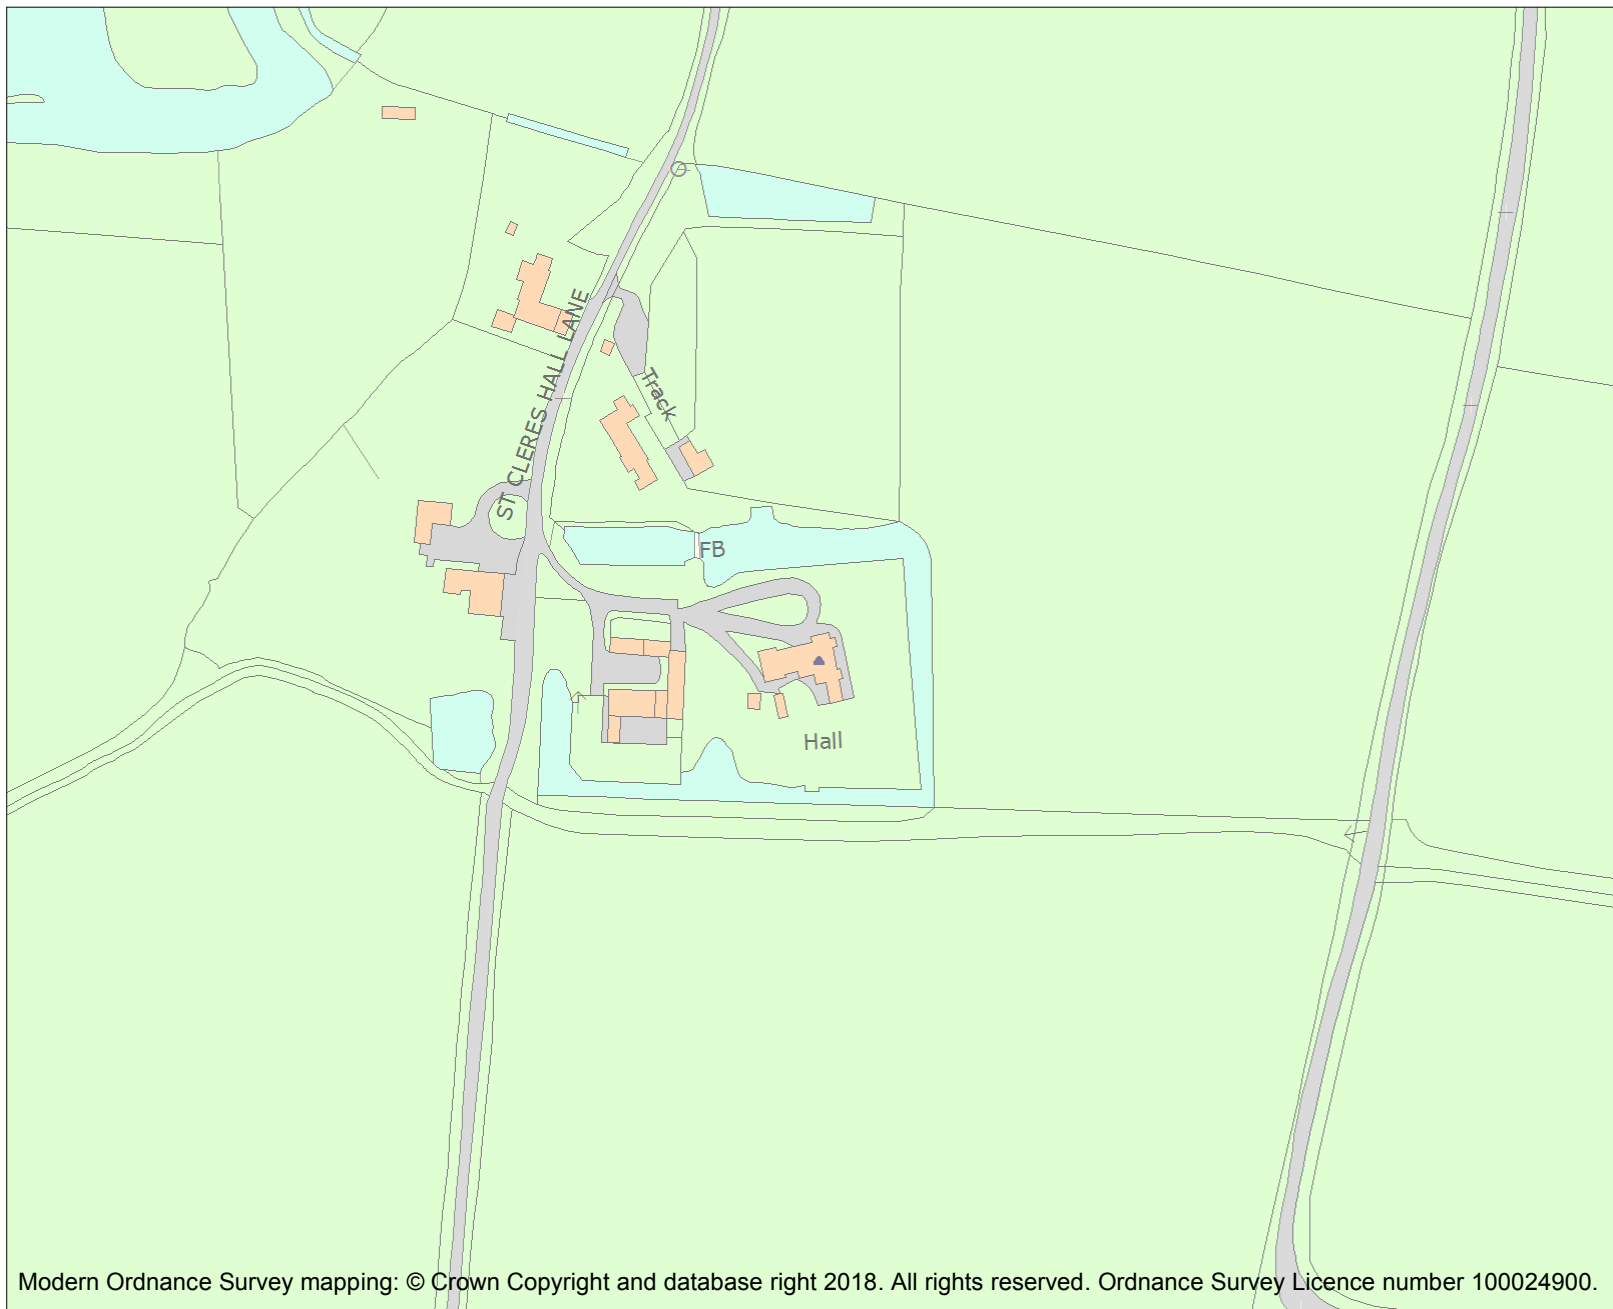 ST CLERES HALL LANE
Track
FB
Hall
Modern Ordnance Survey mapping: © Crown Copyright and database right 2018. All rights reserved. Ordnance Survey Licence number 100024900.